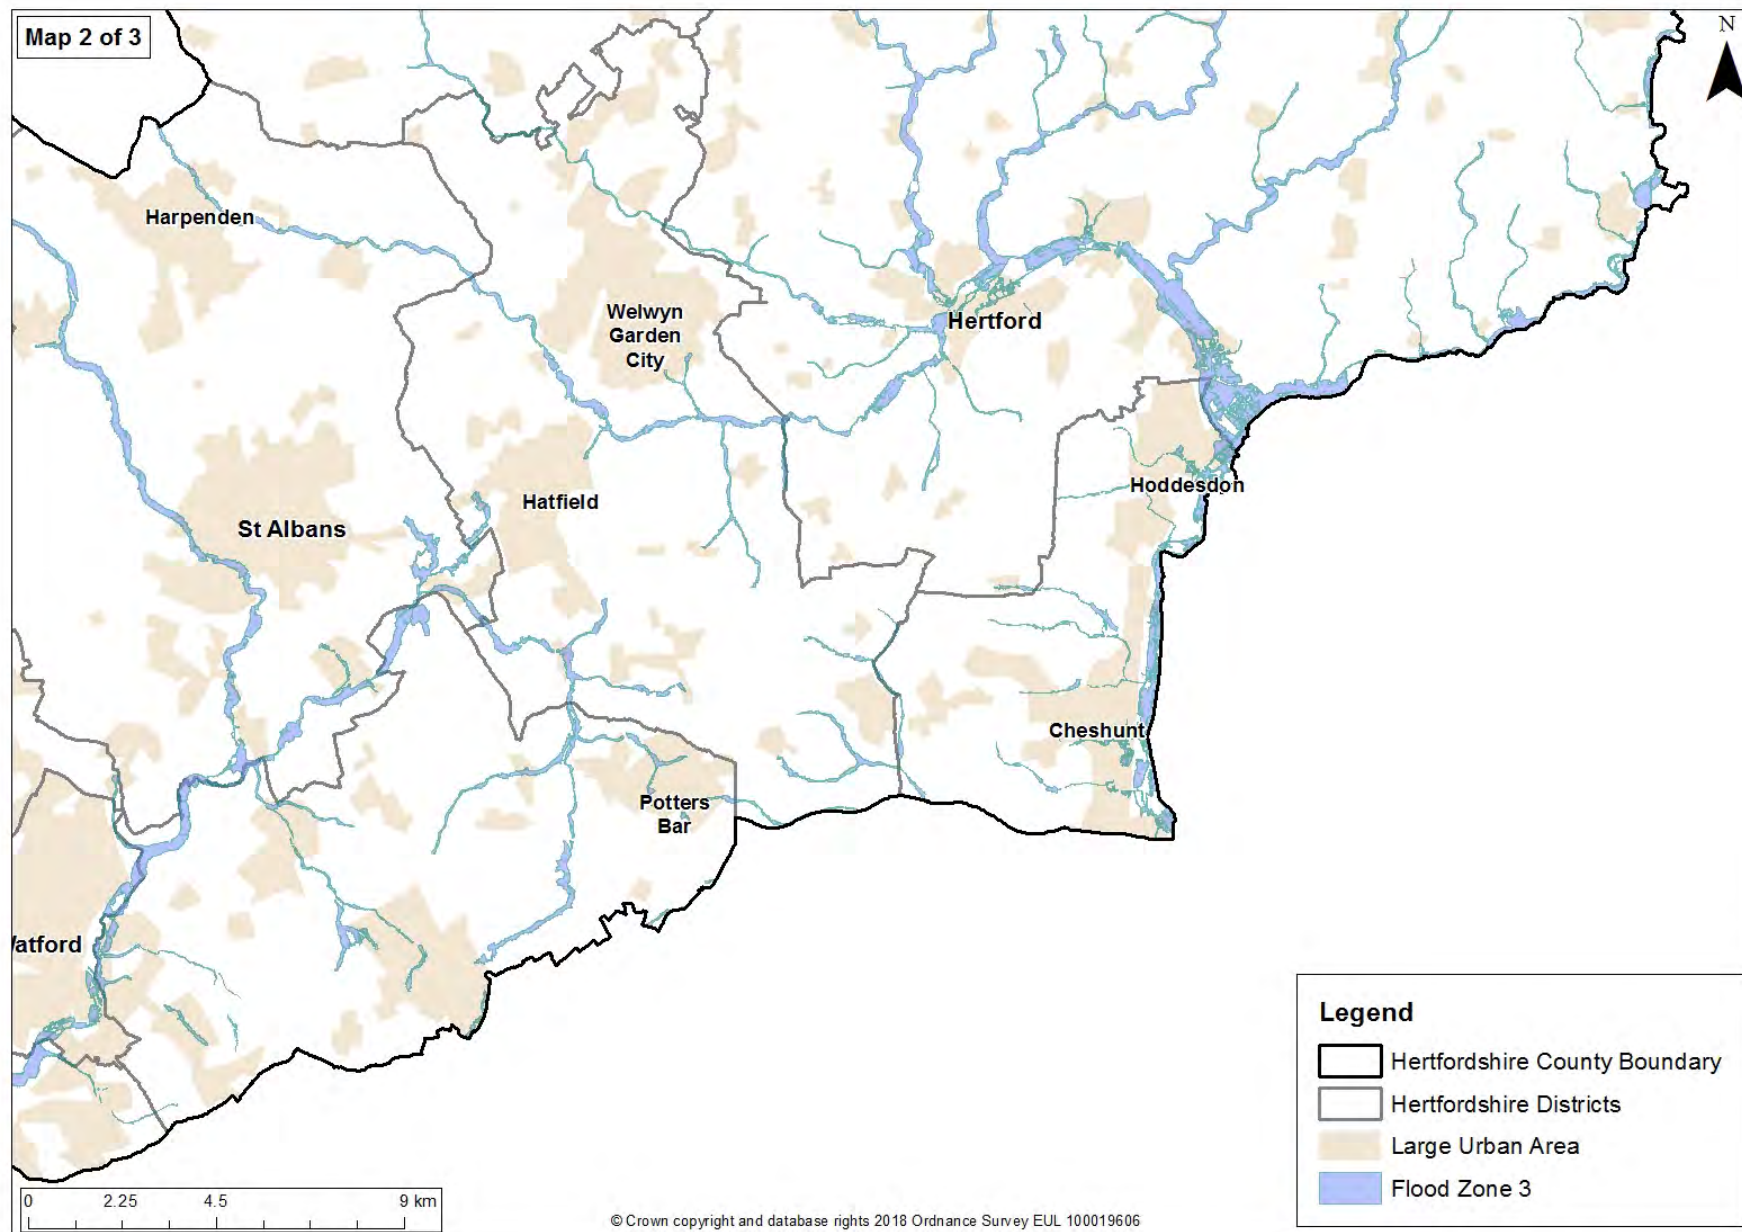 Map 2 of 3
N
Harpenden
Welwyn
Garden
City
Hertford
Hatfield
Hoddesdon
St Albans
Cheshunt
Potters
Bar
atford
Legend
Hertfordshire County Boundary
Hertfordshire Districts
Large Urban Area
Flood Zone 3
0 2.25 4.5 9 km
© Crown copyright and database rights 2018 Ordnance Survey EUL 100019606